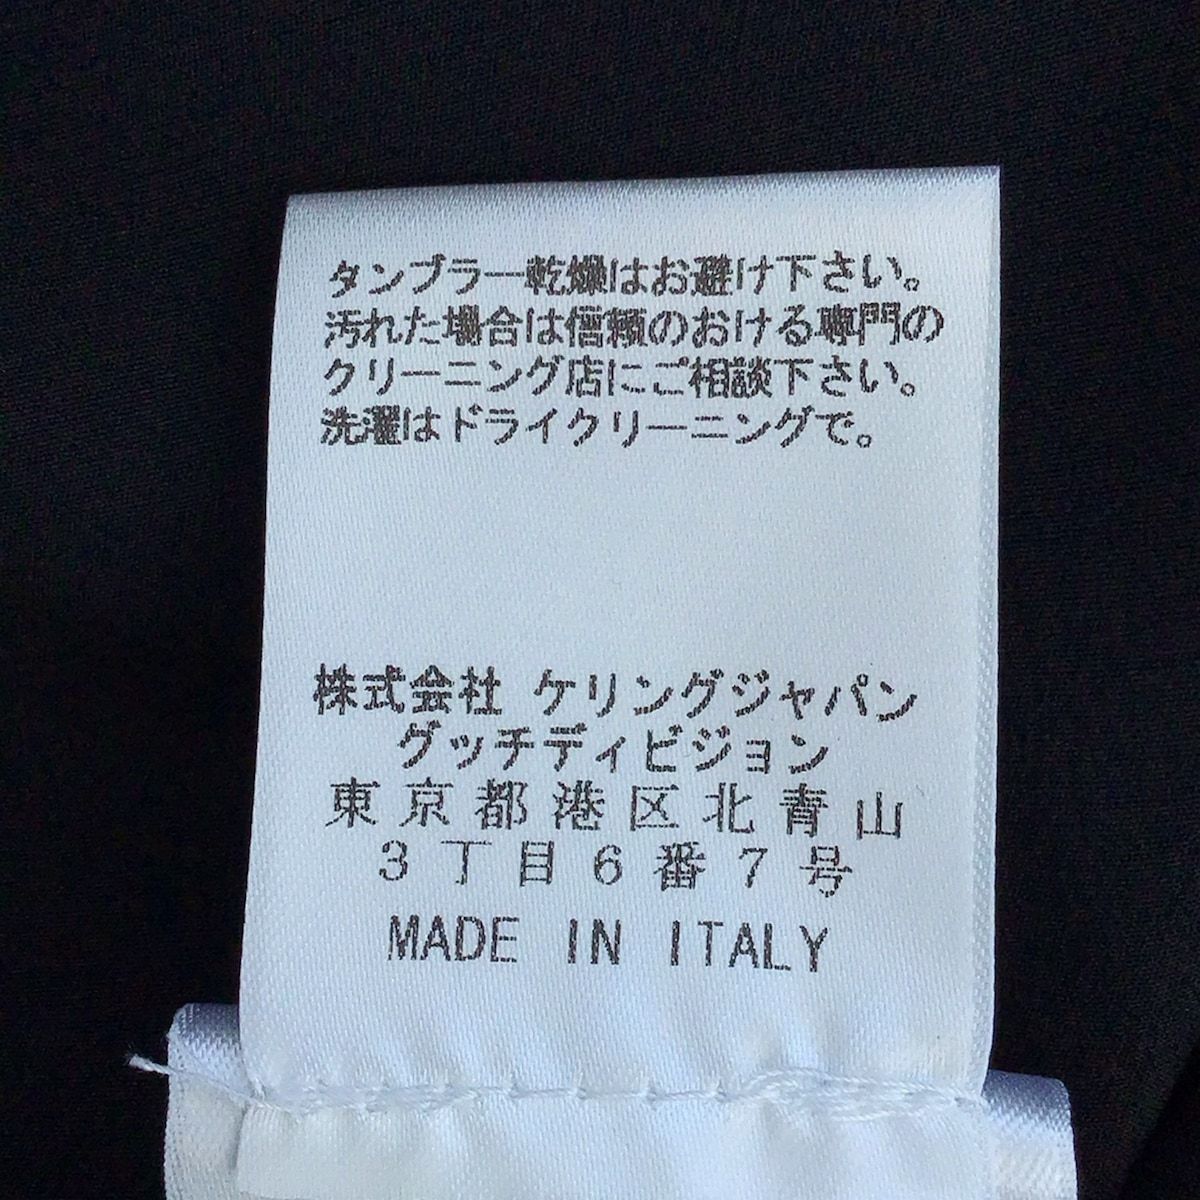 タンブラー乾燥はお避け下さい。
汚れた場合は信頼のおける専門の
クリーニング店にご相談下さい。
洗濯はドライクリーニングで。
株式会社 ケリングジャパン
グッチディビジョン
東京都港区北青山
3丁目6番7号
MADE IN ITALY